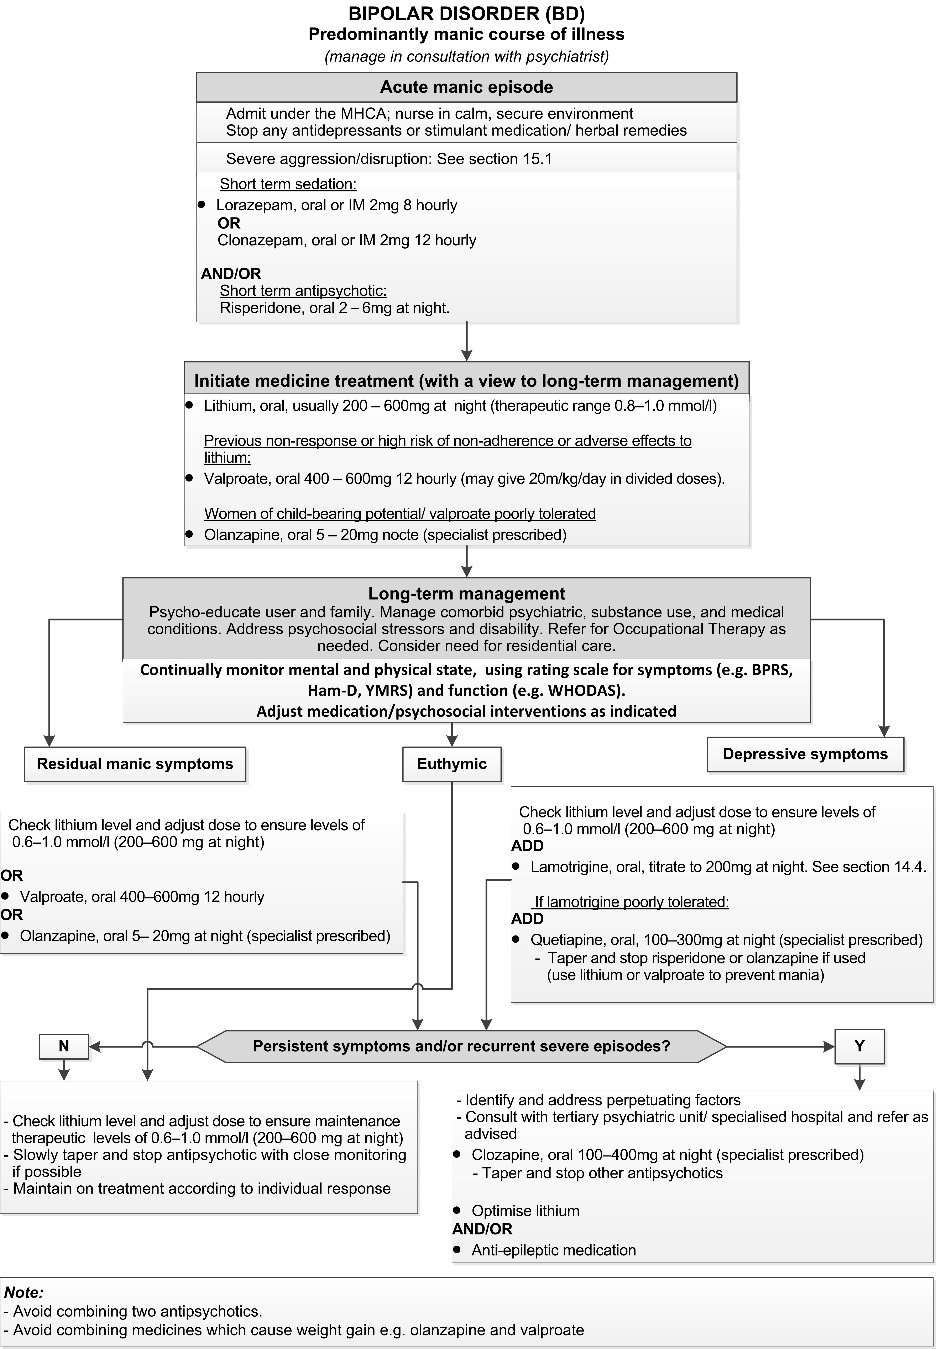 BIPOLAR DISORDER (BD)
Predominantly manic course of illness
(manage in consultation with psychiatrist)
Acute manic episode
Admit under the MHCA; nurse in calm, secure environment
Stop any antidepressants or stimulant medication/ herbal remedies
Severe aggression/disruption: See section 15.1
Short term sedation:
● Lorazepam, oral or IM 2mg 8 hourly
OR
Clonazepam, oral or IM 2mg 12 hourly
AND/OR
Short term antipsychotic:
Risperidone, oral 2 – 6mg at night.
Initiate medicine treatment (with a view to long-term management)
● Lithium, oral, usually 200 – 600mg at night (therapeutic range 0.8–1.0 mmol/l)
Previous non-response or high risk of non-adherence or adverse effects to
lithium:
● Valproate, oral 400 – 600mg 12 hourly (may give 20m/kg/day in divided doses).
Women of child-bearing potential/ valproate poorly tolerated
● Olanzapine, oral 5 – 20mg nocte (specialist prescribed)
Long-term management
Psycho-educate user and family. Manage comorbid psychiatric, substance use, and medical
conditions. Address psychosocial stressors and disability. Refer for Occupational Therapy as
needed. Consider need for residential care.
Continually monitor mental and physical state, using rating scale for symptoms (e.g. BPRS,
Ham-D, YMRS) and function (e.g. WHODAS).
Adjust medication/psychosocial interventions as indicated
Residual manic symptoms
Euthymic
Depressive symptoms
Check lithium level and adjust dose to ensure levels of
0.6–1.0 mmol/l (200–600 mg at night)
OR
● Valproate, oral 400–600mg 12 hourly
OR
● Olanzapine, oral 5– 20mg at night (specialist prescribed)
Check lithium level and adjust dose to ensure levels of
0.6–1.0 mmol/l (200–600 mg at night)
ADD
● Lamotrigine, oral, titrate to 200mg at night. See section 14.4.
If lamotrigine poorly tolerated:
ADD
● Quetiapine, oral, 100–300mg at night (specialist prescribed)
- Taper and stop risperidone or olanzapine if used
(use lithium or valproate to prevent mania)
N
Persistent symptoms and/or recurrent severe episodes?
Y
- Check lithium level and adjust dose to ensure maintenance
therapeutic levels of 0.6–1.0 mmol/l (200–600 mg at night)
- Slowly taper and stop antipsychotic with close monitoring
if possible
- Maintain on treatment according to individual response
- Identify and address perpetuating factors
- Consult with tertiary psychiatric unit/ specialised hospital and refer as
advised
● Clozapine, oral 100–400mg at night (specialist prescribed)
- Taper and stop other antipsychotics
● Optimise lithium
AND/OR
● Anti-epileptic medication
Note:
- Avoid combining two antipsychotics.
- Avoid combining medicines which cause weight gain e.g. olanzapine and valproate